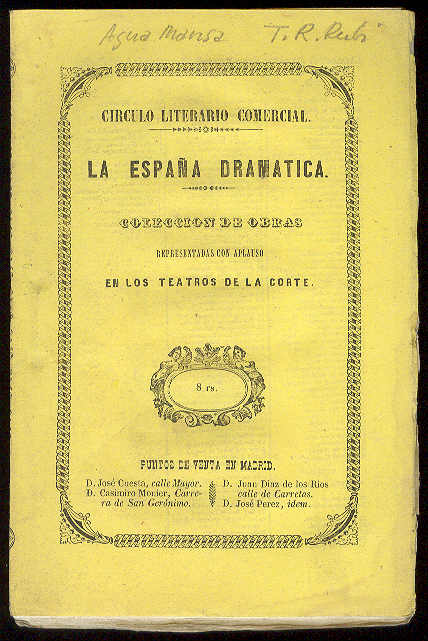 Agua Mansa T. R. Rubi
CIRCULO LITERARIO COMERCIAL.
LA ESPAÑA DRAMATICA.
COLECCION DE OBRAS
REPRESENTADAS CON APLAUSO
EN LOS TEATROS DE LA CORTE.
8 rs.
PUNTOS DE VENTA EN MADRID.
D. José Cuesta, calle Mayor.
D. Casimiro Monier, Carre-
ra de San Gerónimo.
D. Juan Diaz de los Rios
calle de Carretas.
D. José Perez, idem.